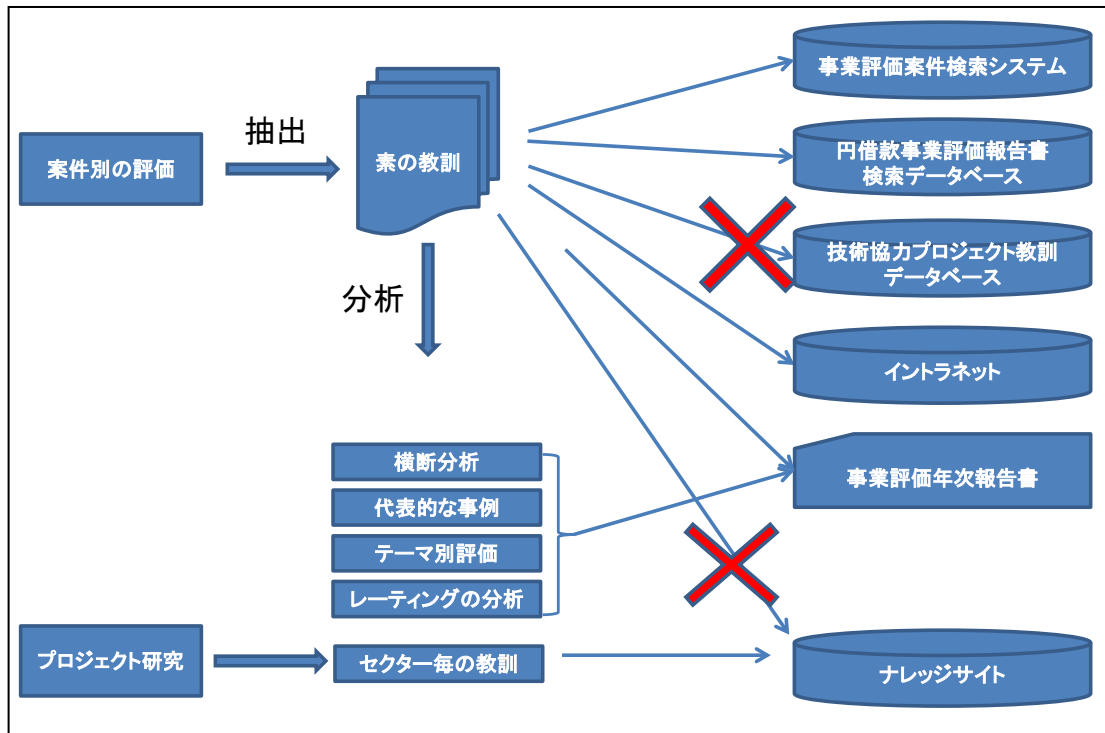 案件別の評価
抽出
素の教訓
分析
横断分析
代表的な事例
テーマ別評価
レーティングの分析
プロジェクト研究
セクター毎の教訓
事業評価案件検索システム
円借款事業評価報告書
検索データベース
技術協力プロジェクト教訓
データベース
イントラネット
事業評価年次報告書
ナレッジサイト